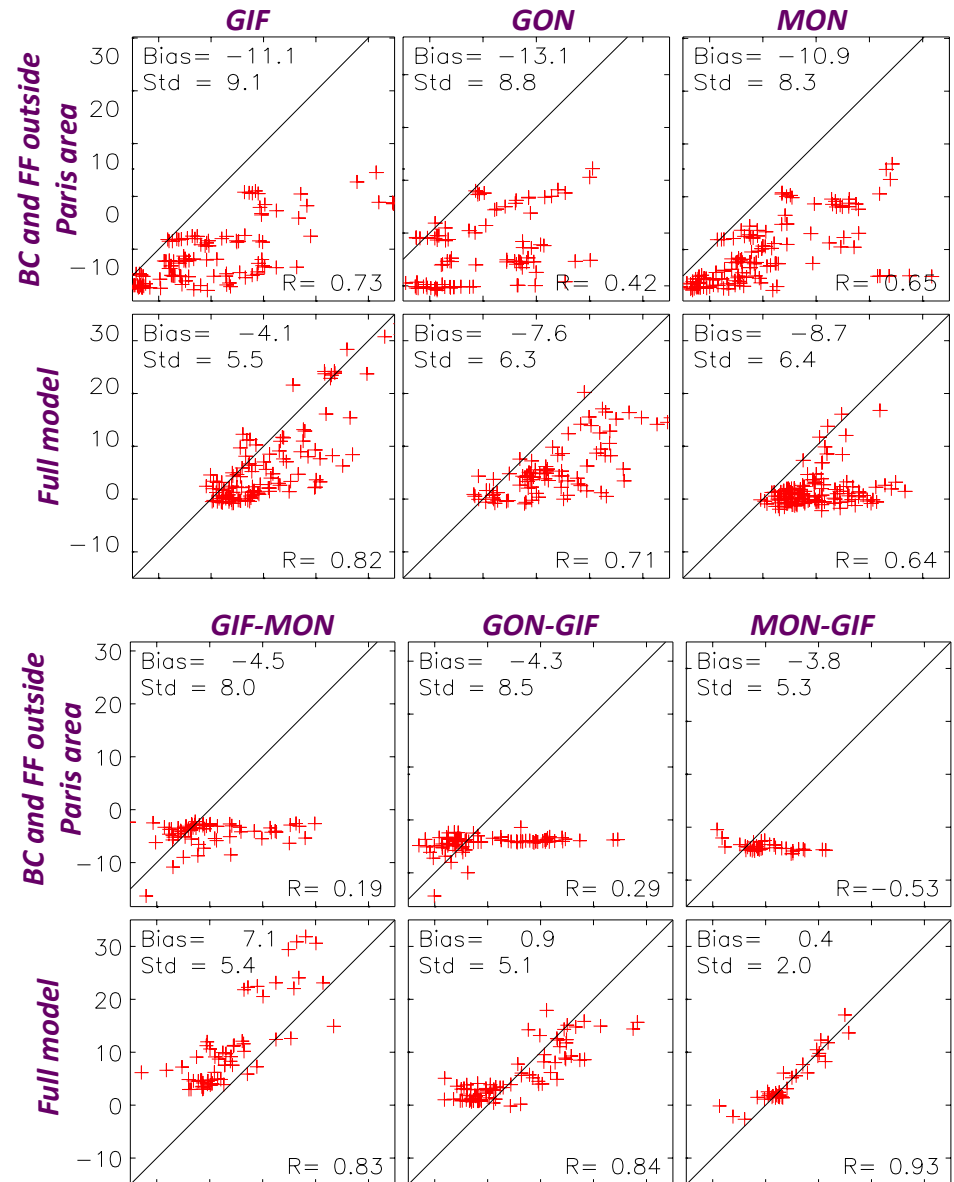 GIF GON MON
BC and FF outside
Paris area
30
20
10
0
−10
Bias= −11.1
Std = 9.1
R= 0.73
Bias= −13.1
Std = 8.8
R= 0.42
Bias= −10.9
Std = 8.3
R= 0.65
Full model
30
20
10
0
−10
Bias= −4.1
Std = 5.5
R= 0.82
Bias= −7.6
Std = 6.3
R= 0.71
Bias= −8.7
Std = 6.4
R= 0.64
GIF-MON GON-GIF MON-GIF
BC and FF outside
Paris area
30
20
10
0
−10
Bias= −4.5
Std = 8.0
R= 0.19
Bias= −4.3
Std = 8.5
R= 0.29
Bias= −3.8
Std = 5.3
R=−0.53
Full model
30
20
10
0
−10
Bias= 7.1
Std = 5.4
R= 0.83
Bias= 0.9
Std = 5.1
R= 0.84
Bias= 0.4
Std = 2.0
R= 0.93